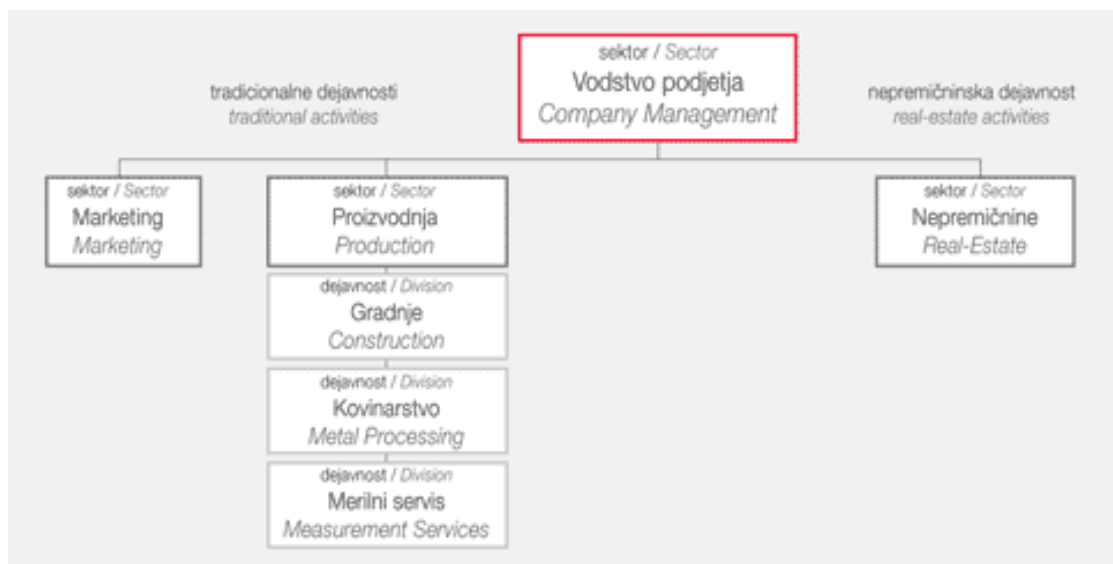 sektor / Sector
Vodstvo podjetja
Company Management
tradicionalne dejavnosti
traditional activities
nepremičninska dejavnost
real-estate activities
sektor / Sector
Marketing
Marketing
sektor / Sector
Proizvodnja
Production
sektor / Sector
Nepremičnine
Real-Estate
dejavnost / Division
Gradnje
Construction
dejavnost / Division
Kovinarstvo
Metal Processing
dejavnost / Division
Merilni servis
Measurement Services